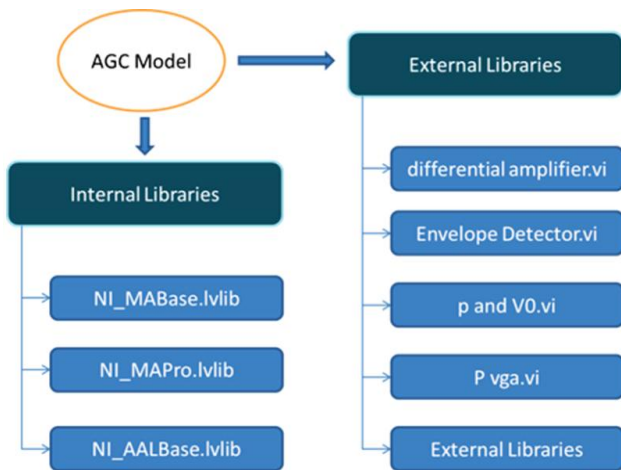 AGC Model
Internal Libraries
NI_MABase.lvlib
NI_MAPro.lvlib
NI_AALBase.lvlib
External Libraries
differential amplifier.vi
Envelope Detector.vi
p and V0.vi
P vga.vi
External Libraries